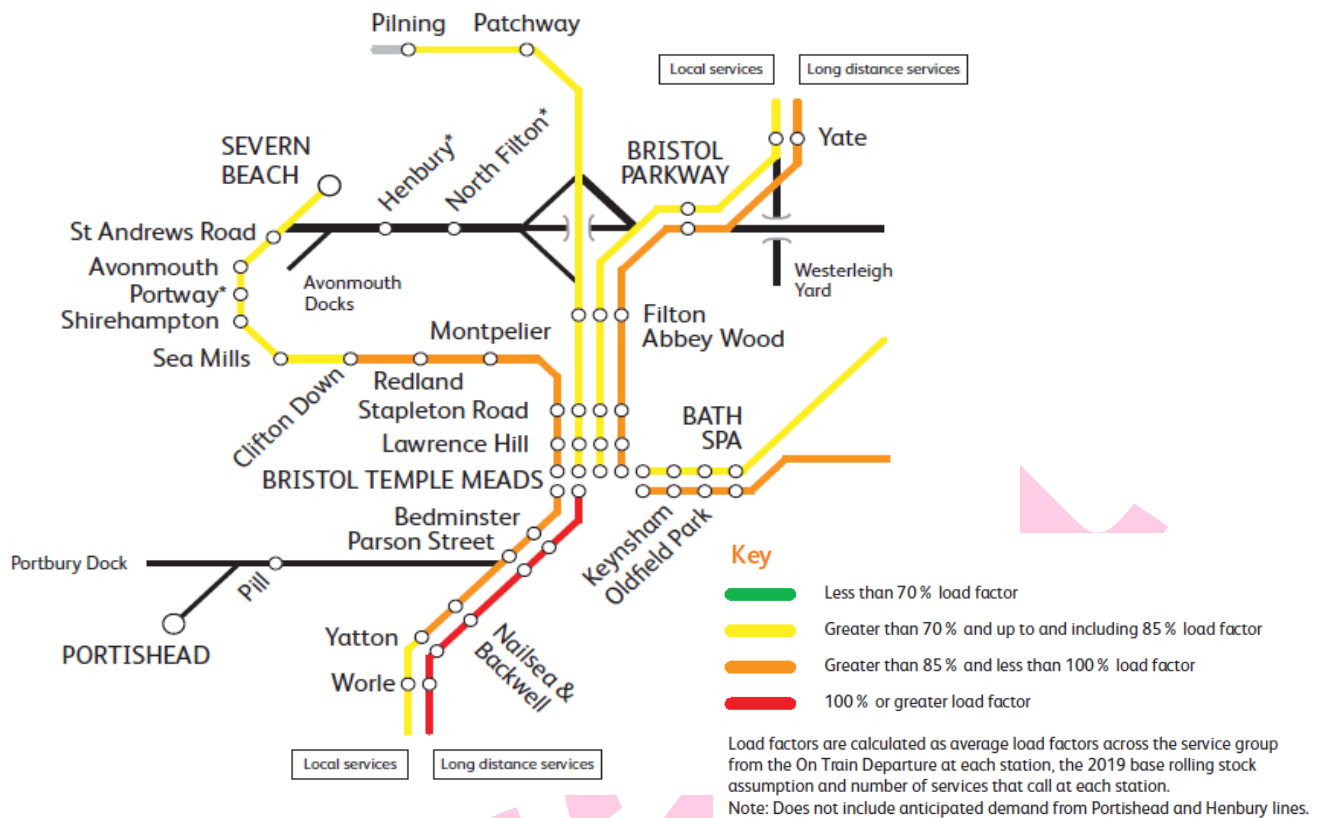 Pilning
Patchway
Local services
Long distance services
Yate
SEVERN
BEACH
Henbury*
North Filton*
BRISTOL
PARKWAY
St Andrews Road
Avonmouth
Portway*
Shirehampton
Avonmouth
Docks
Westerleigh
Yard
Filton
Abbey Wood
Montpelier
Sea Mills
Redland
Clifton Down
Stapleton Road
Lawrence Hill
BATH
SPA
BRISTOL TEMPLE MEADS
Bedminster
Parson Street
Keynsham
Oldfield Park
Portbury Dock
Pill
PORTISHEAD
Yatton
Worle
Nailsea &
Backwell
Local services
Long distance services
Key
Less than 70% load factor
Greater than 70% and up to and including 85% load factor
Greater than 85% and less than 100% load factor
100% or greater load factor
Load factors are calculated as average load factors across the service group
from the On Train Departure at each station, the 2019 base rolling stock
assumption and number of services that call at each station.
Note: Does not include anticipated demand from Portishead and Henbury lines.